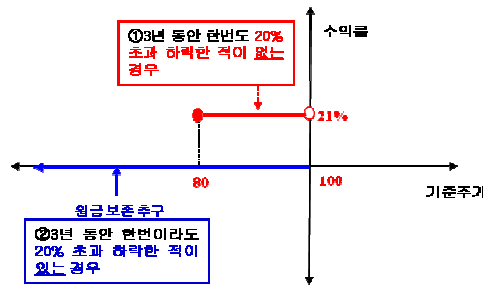 ①3년 동안 한번도 20%
초과 하락한 적이 없는
경우
수익률
21%
80
100
기준주가
원금보존추구
②3년 동안 한번이라도
20% 초과 하락한 적이
있는 경우